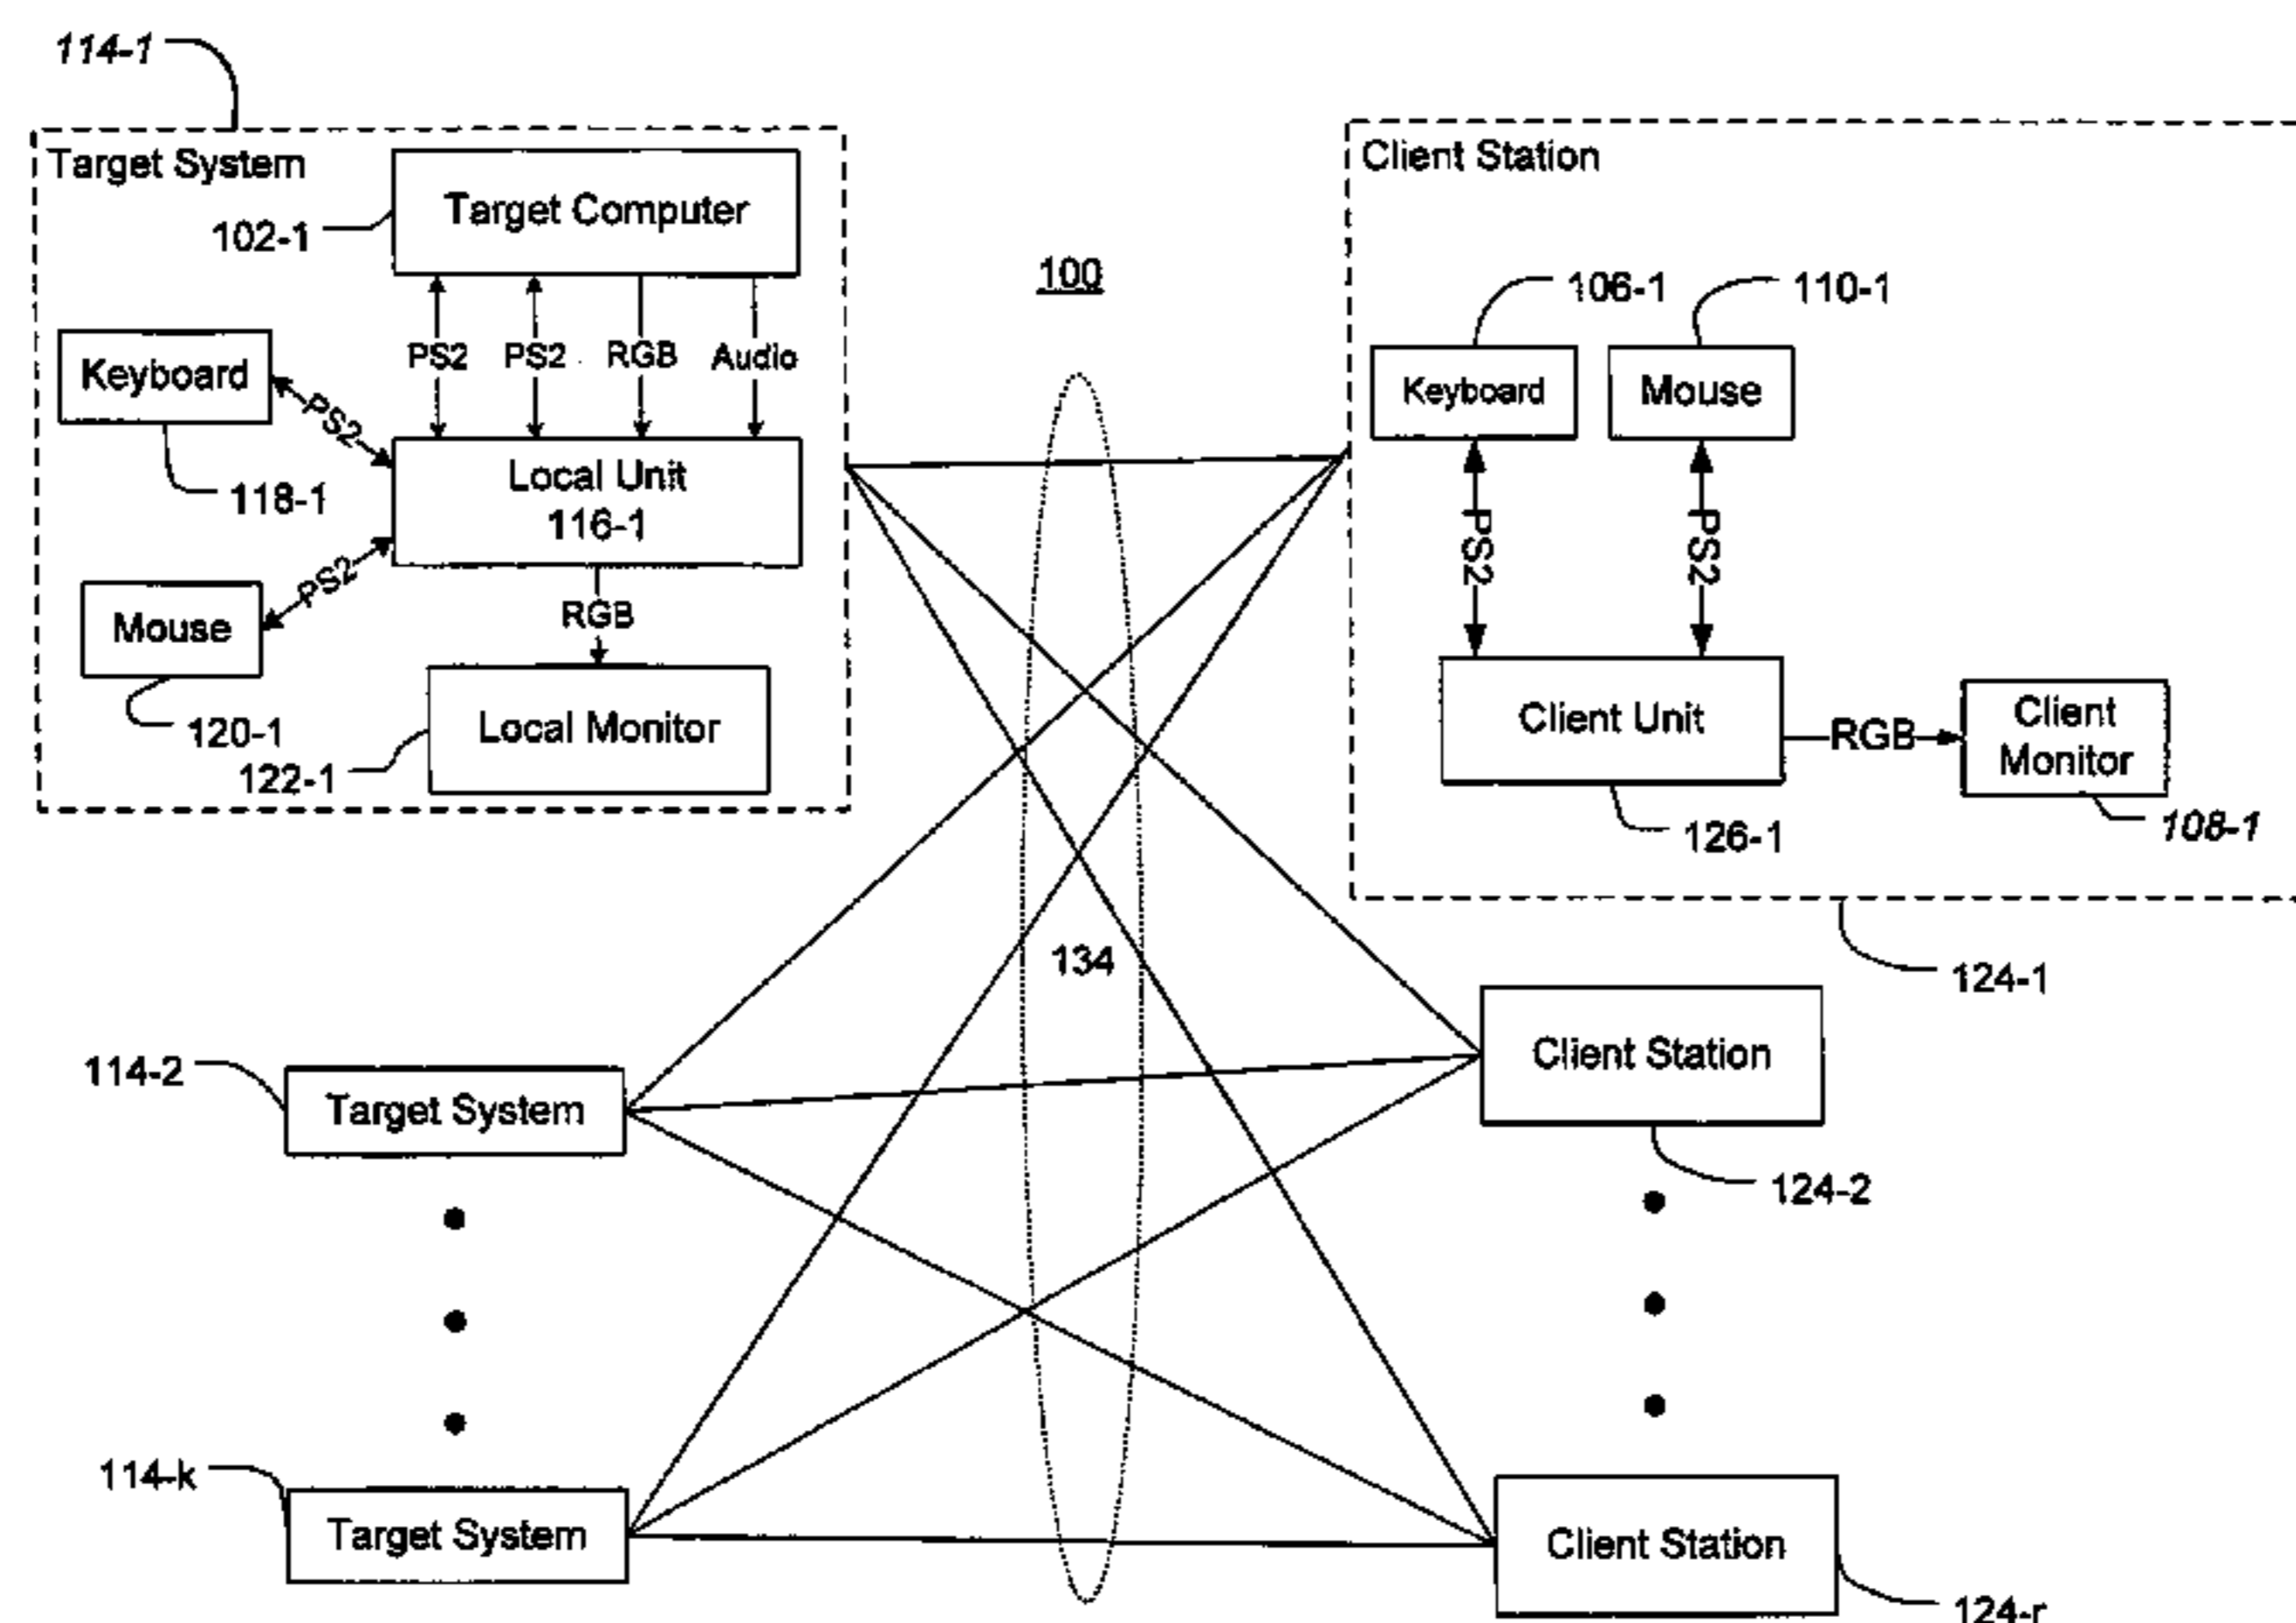 114-1
Target System
Target Computer
102-1
PS2
PS2
RGB
Audio
Keyboard
PS2
118-1
Local Unit
116-1
PS2
Mouse
120-1
RGB
Local Monitor
122-1
100
134
Client Station
106-1
110-1
Keyboard
Mouse
PS2
PS2
Client Unit
RGB
Client
Monitor
126-1
108-1
124-1
114-2
Target System
Client Station
124-2
114-k
Target System
Client Station
124-r